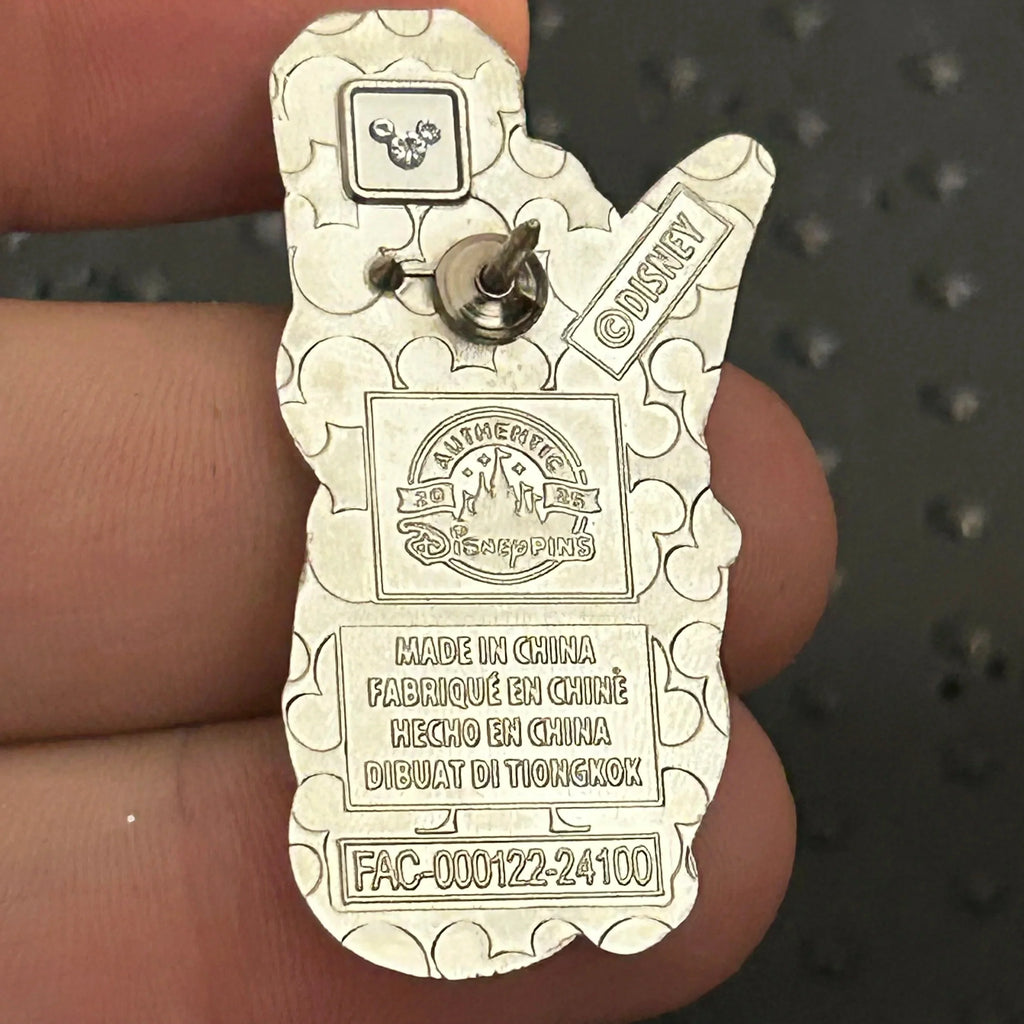 © DISNEY
AUTHENTIC
20 25
Disney PINS
MADE IN CHINA
FABRIQUÉ EN CHINE
HECHO EN CHINA
DIBUAT DI TIONGKOK
FAC-000122-24100